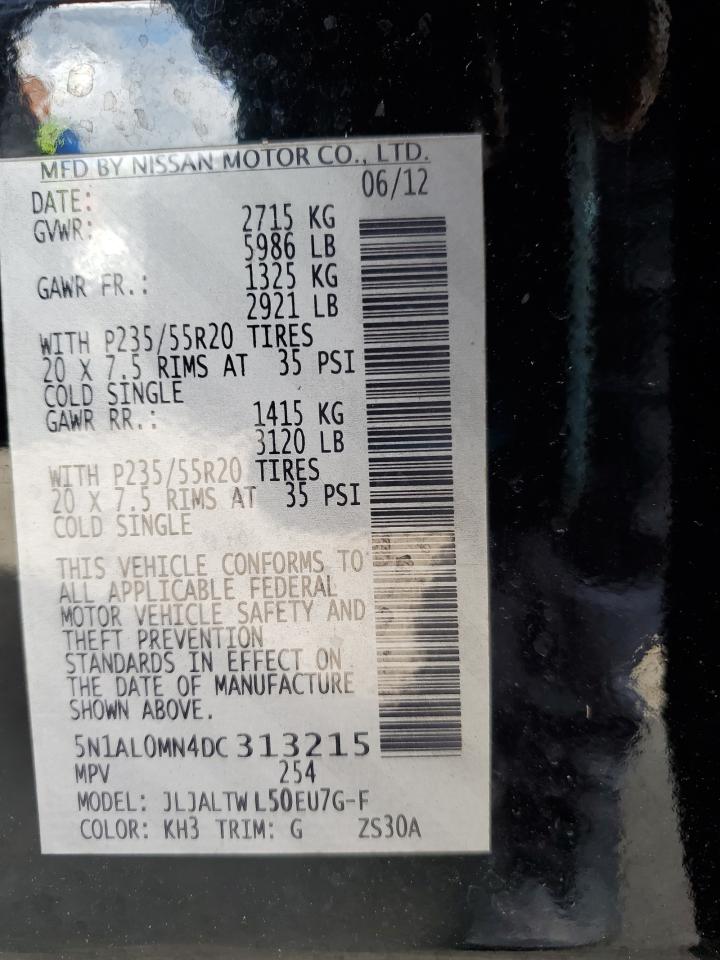 MFD BY NISSAN MOTOR CO., LTD.
DATE: 06/12
GVWR: 2715 KG
5986 LB
GAWR FR.: 1325 KG
2921 LB
WITH P235/55R20 TIRES
20 X 7.5 RIMS AT 35 PSI
COLD SINGLE
GAWR RR.: 1415 KG
3120 LB
WITH P235/55R20 TIRES
20 X 7.5 RIMS AT 35 PSI
COLD SINGLE
THIS VEHICLE CONFORMS TO
ALL APPLICABLE FEDERAL
MOTOR VEHICLE SAFETY AND
THEFT PREVENTION
STANDARDS IN EFFECT ON
THE DATE OF MANUFACTURE
SHOWN ABOVE.
5N1AL0MN4DC313215
MPV 254
MODEL: JLJALTWL50EU7G-F
COLOR: KH3 TRIM: G ZS30A